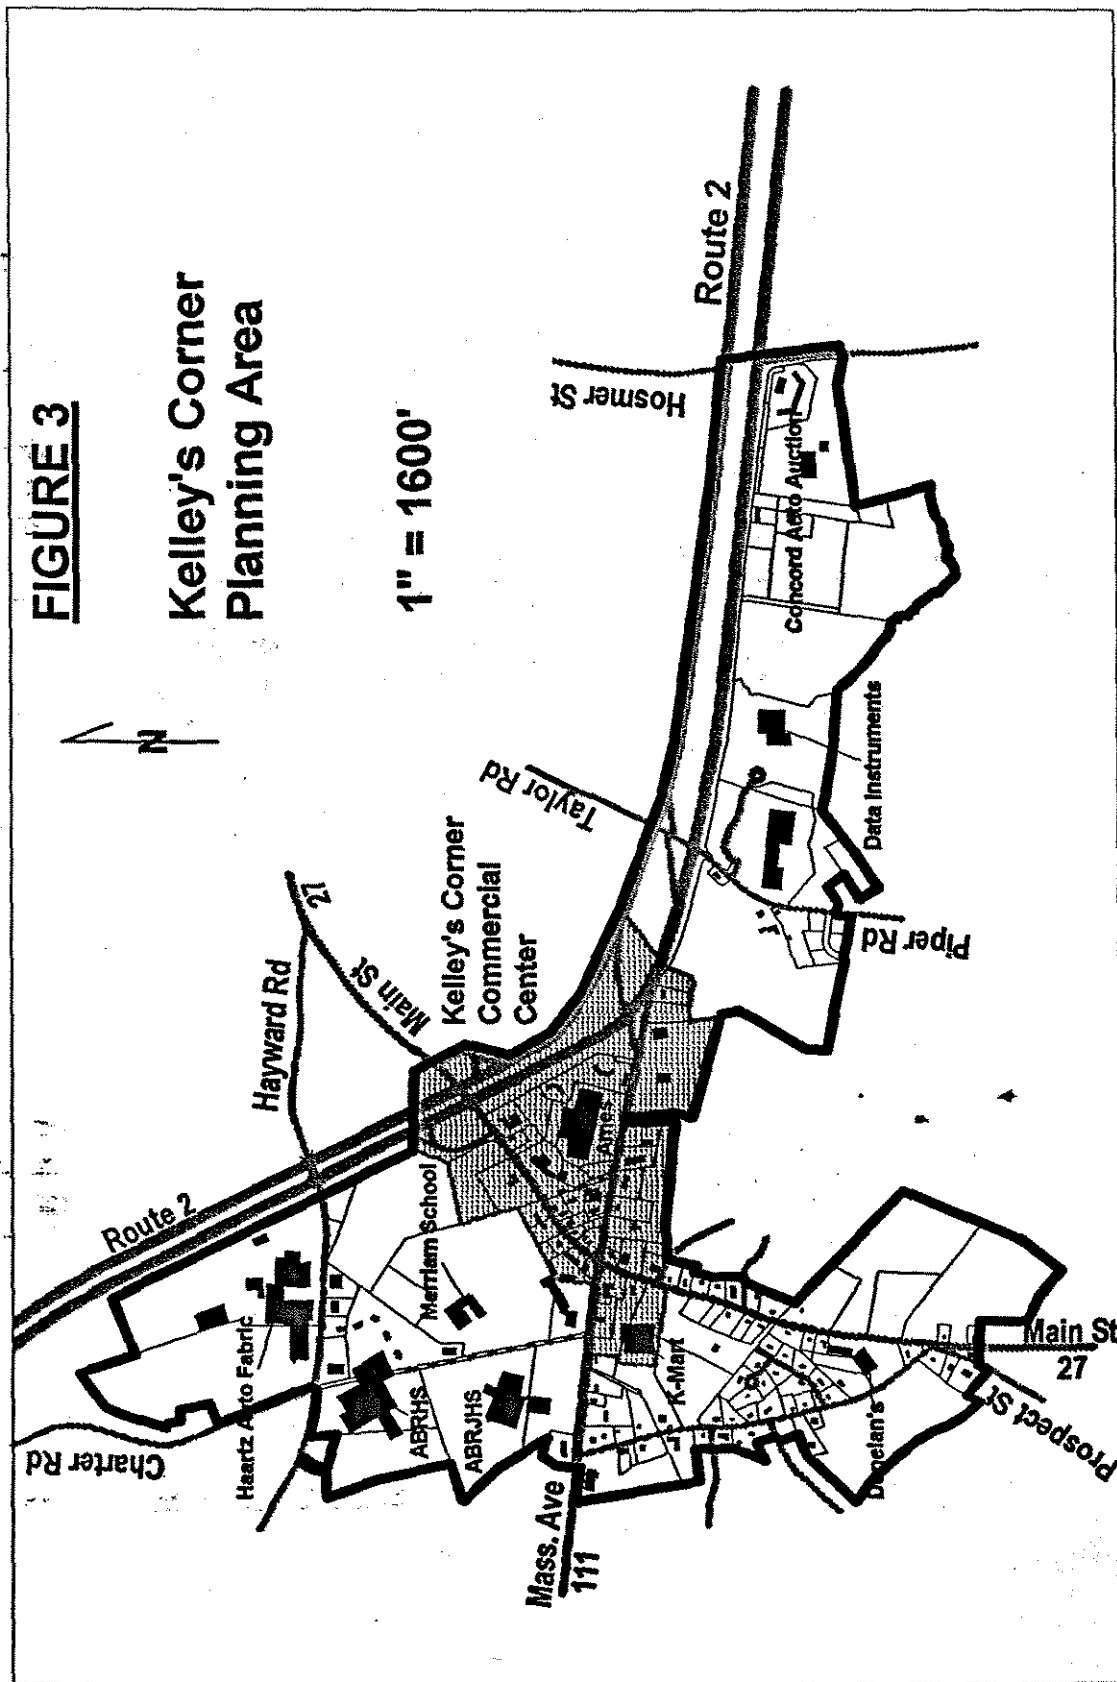 FIGURE 3
Kelley's Corner
Planning Area
1" = 1600'
N
Route 2
Hosmer St
Taylor Rd
Kelley's Corner
Commercial
Center
27
Main St
Hayward Rd
Route 2
Charter Rd
Haartz Auto Fabric
Merriam School
ABRHS
ABRJHS
Ames
K-Mart
Mass. Ave
111
Concord Auto Auction
Data Instruments
Piper Rd
Donelan's
Main St
27
Prospect St